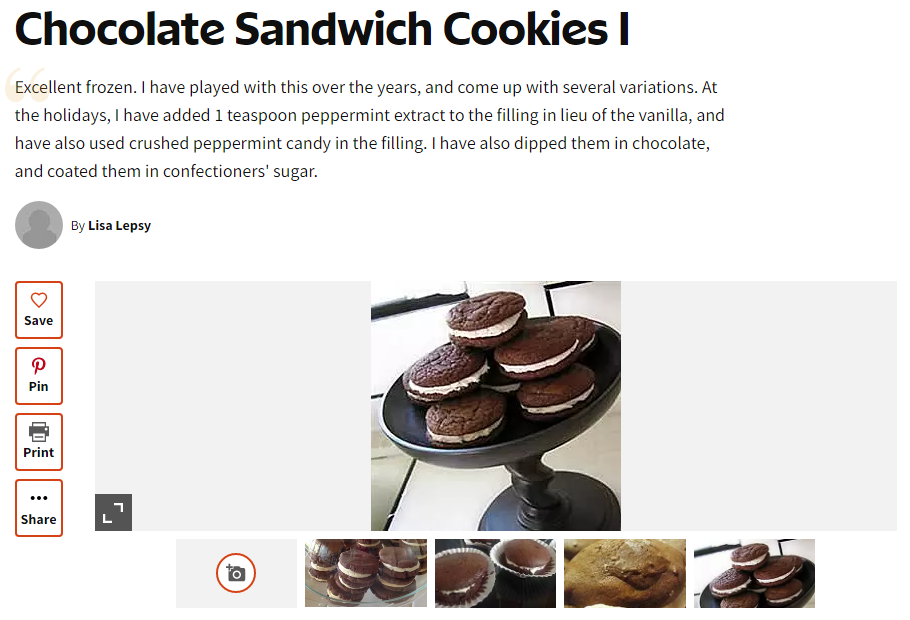 Chocolate Sandwich Cookies I
Excellent frozen. I have played with this over the years, and come up with several variations. At
the holidays, I have added 1 teaspoon peppermint extract to the filling in lieu of the vanilla, and
have also used crushed peppermint candy in the filling. I have also dipped them in chocolate,
and coated them in confectioners' sugar.
By Lisa Lepsy
Save
Pin
Print
Share